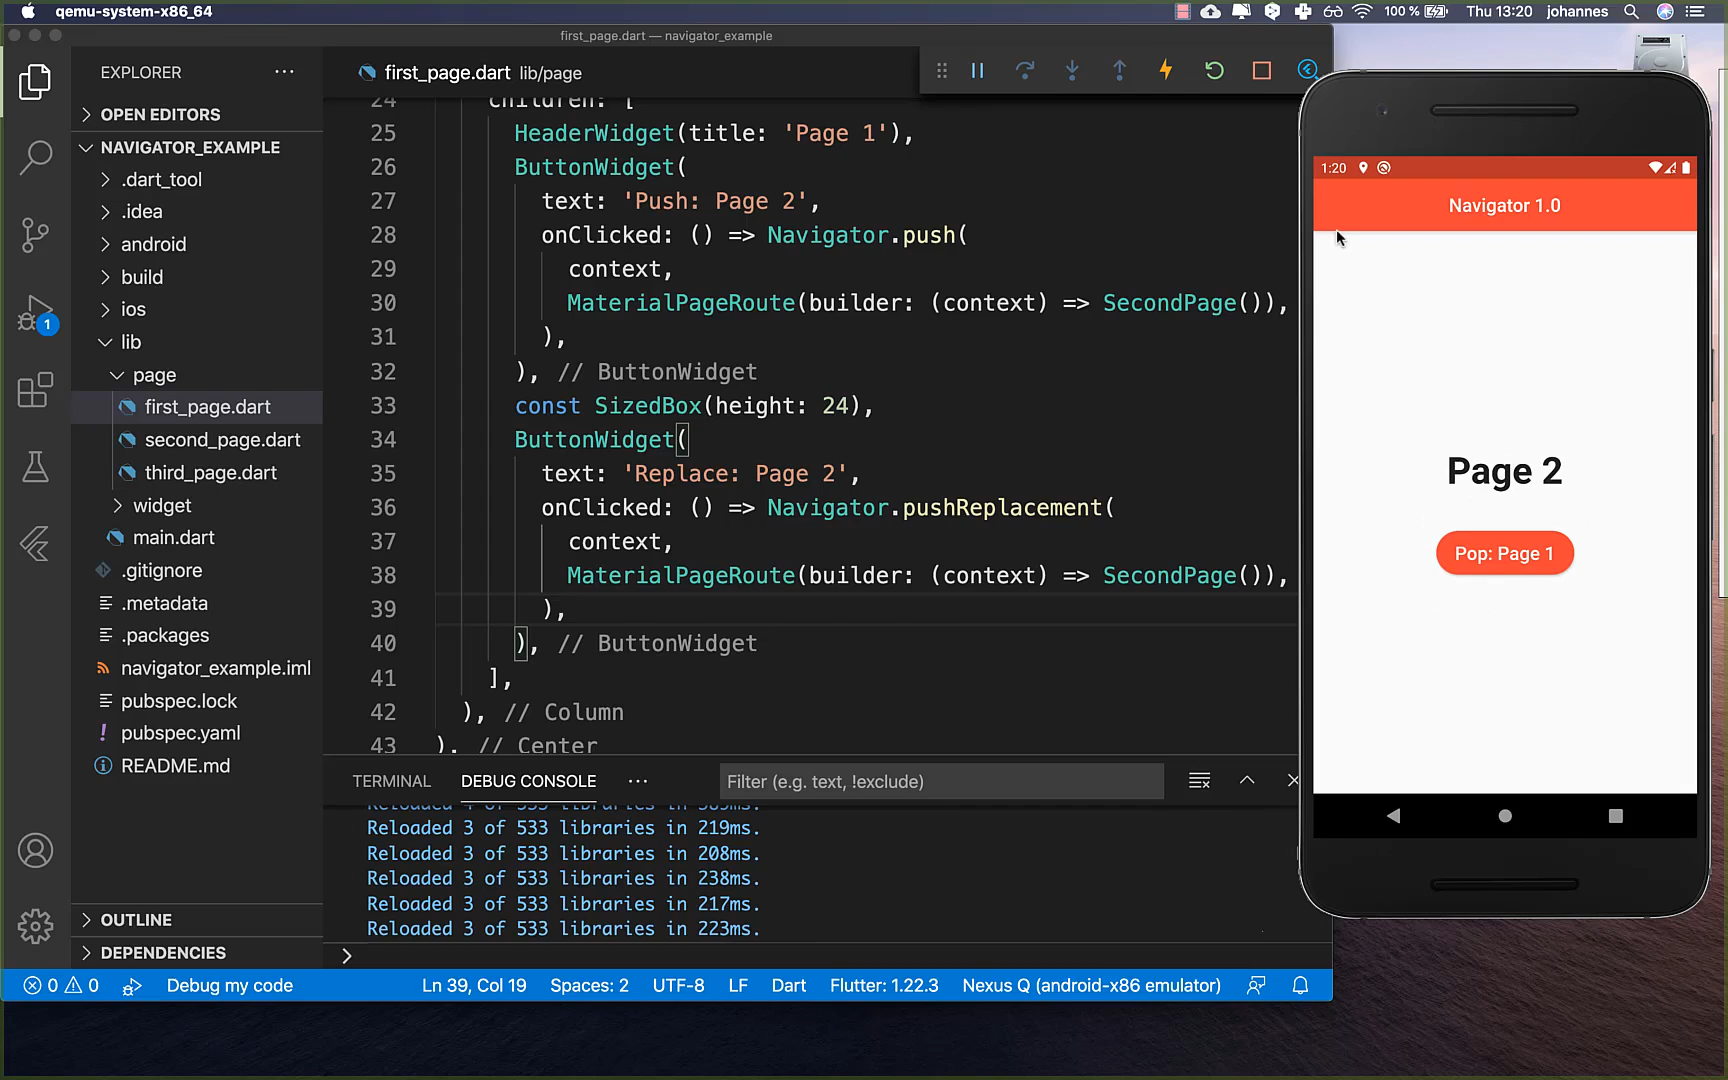 qemu-system-x86_64
100 %
Thu 13:20
johannes
first_page.dart — navigator_example
EXPLORER
first_page.dart lib/page
OPEN EDITORS
NAVIGATOR_EXAMPLE
.dart_tool
.idea
android
build
ios
lib
page
first_page.dart
second_page.dart
third_page.dart
widget
main.dart
.gitignore
.metadata
.packages
navigator_example.iml
pubspec.lock
pubspec.yaml
README.md
OUTLINE
DEPENDENCIES
1
24 children: [
25 HeaderWidget(title: 'Page 1'),
26 ButtonWidget(
27 text: 'Push: Page 2',
28 onClicked: () => Navigator.push(
29 context,
30 MaterialPageRoute(builder: (context) => SecondPage()),
31 ),
32 ), // ButtonWidget
33 const SizedBox(height: 24),
34 ButtonWidget(
35 text: 'Replace: Page 2',
36 onClicked: () => Navigator.pushReplacement(
37 context,
38 MaterialPageRoute(builder: (context) => SecondPage()),
39 ),
40 ), // ButtonWidget
41 ],
42 ), // Column
43 ), // Center
TERMINAL
DEBUG CONSOLE
Filter (e.g. text, !exclude)
Reloaded 3 of 533 libraries in 219ms.
Reloaded 3 of 533 libraries in 208ms.
Reloaded 3 of 533 libraries in 238ms.
Reloaded 3 of 533 libraries in 217ms.
Reloaded 3 of 533 libraries in 223ms.
0 0
Debug my code
Ln 39, Col 19
Spaces: 2
UTF-8
LF
Dart
Flutter: 1.22.3
Nexus Q (android-x86 emulator)
1:20
Navigator 1.0
Page 2
Pop: Page 1